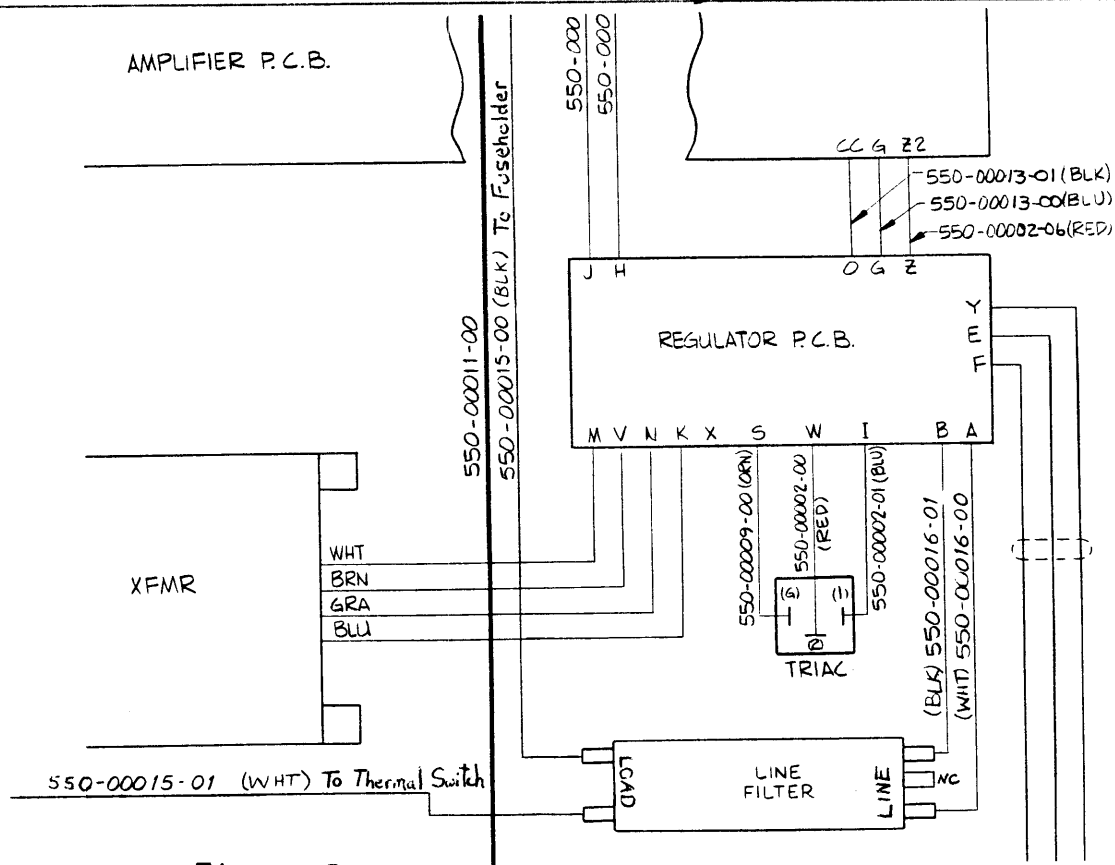 AMPLIFIER P.C.B.
550-000
550-000
CC G Z2
550-00013-01 (BLK)
550-00013-00 (BLU)
550-00002-06 (RED)
J H O G Z
Y
E
F
REGULATOR P.C.B.
M V N K X S W I B A
550-00011-00
550-00015-00 (BLK) To Fuseholder
550-00009-00 (ORN)
550-00002-00
(RED)
550-00002-01 (BLU)
(BLK) 550-00016-01
(WHT) 550-00016-00
XFMR
WHT
BRN
GRA
BLU
(G) (1)
TRIAC
LOAD
LINE
FILTER
LINE
NC
550-00015-01 (WHT) To Thermal Switch